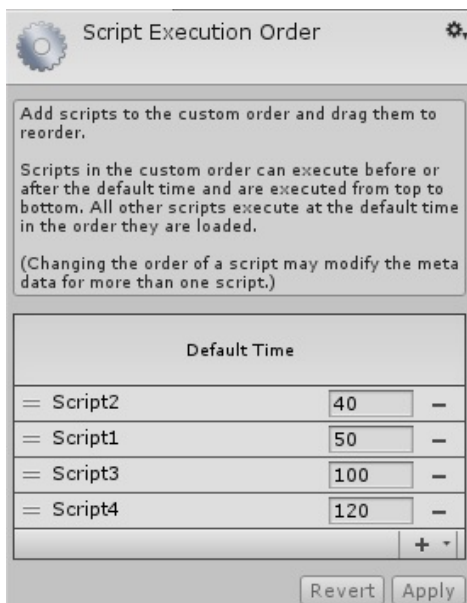 Script Execution Order
Add scripts to the custom order and drag them to
reorder.
Scripts in the custom order can execute before or
after the default time and are executed from top to
bottom. All other scripts execute at the default time
in the order they are loaded.
(Changing the order of a script may modify the meta
data for more than one script.)
Default Time
= Script2 40 −
= Script1 50 −
= Script3 100 −
= Script4 120 −
+
Revert Apply